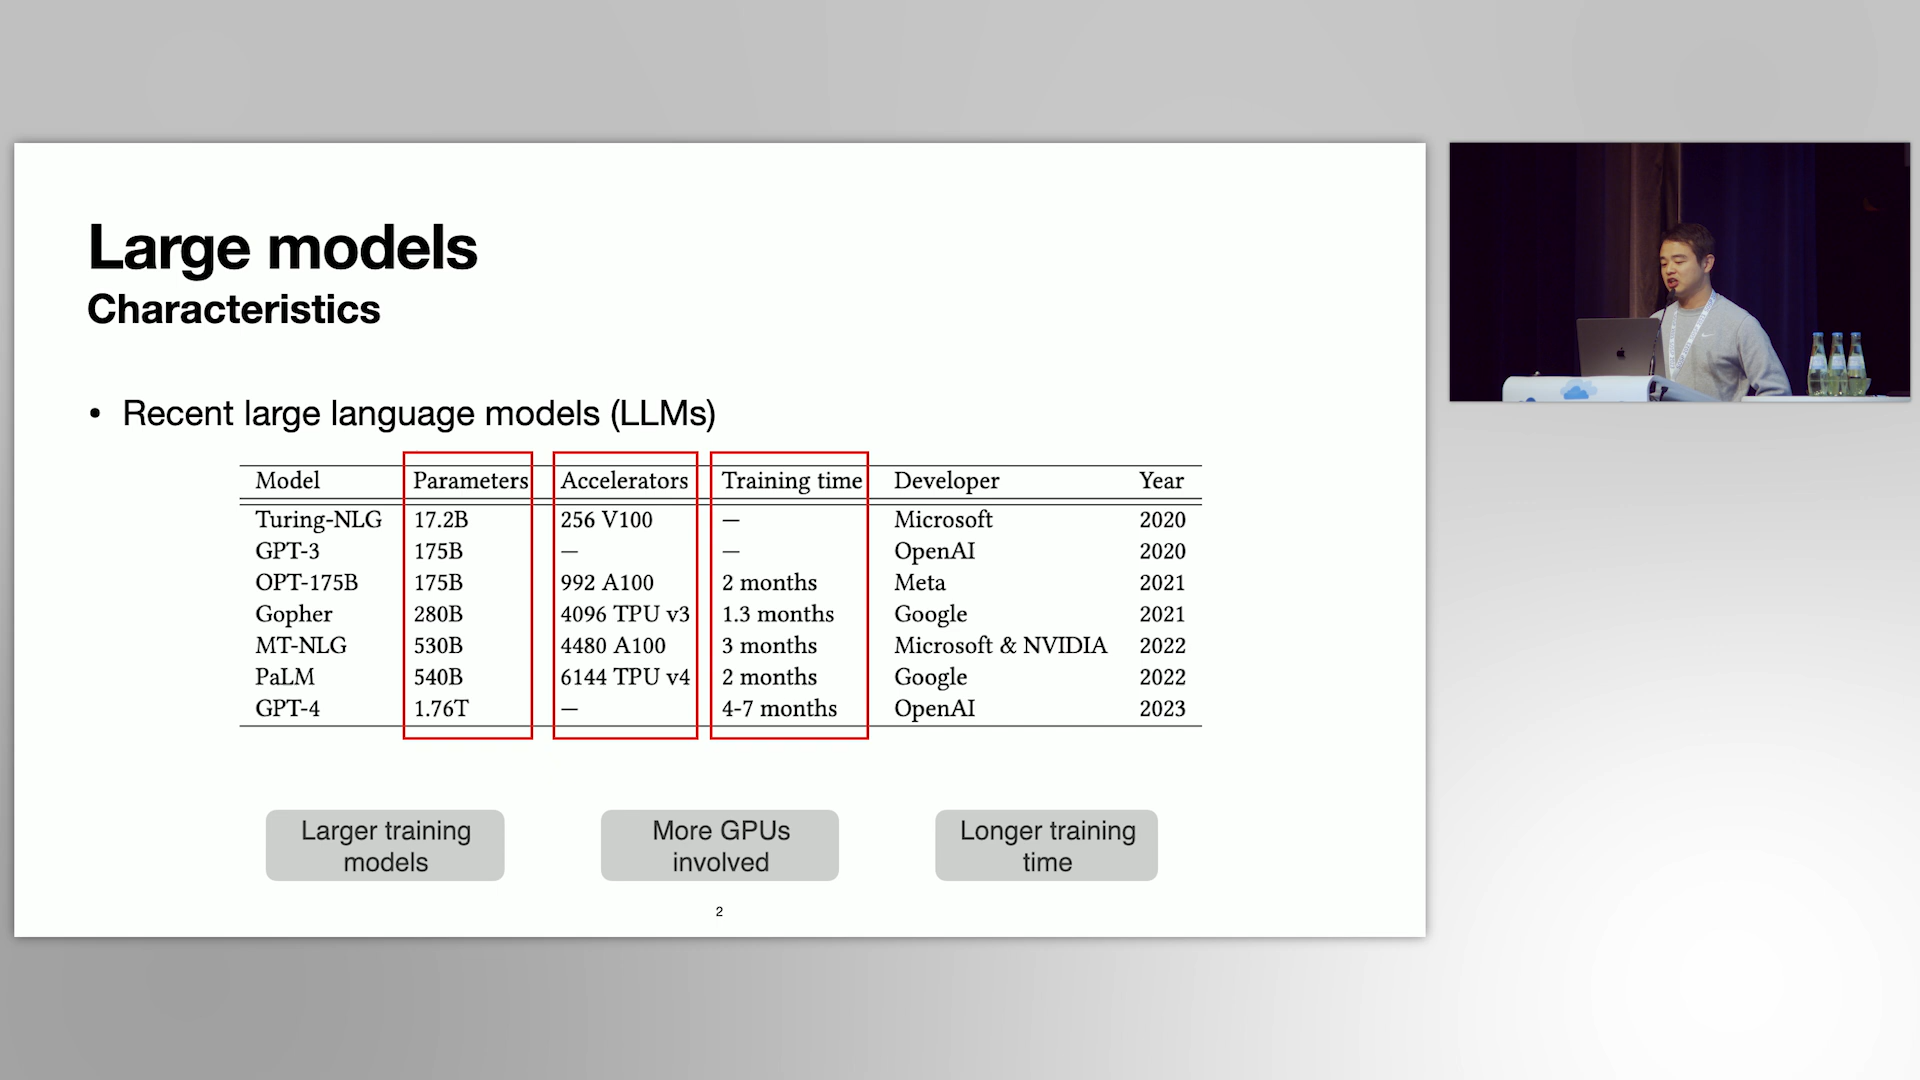 Large models
Characteristics
• Recent large language models (LLMs)
Model Parameters Accelerators Training time Developer Year
Turing-NLG 17.2B 256 V100 — Microsoft 2020
GPT-3 175B — — OpenAI 2020
OPT-175B 175B 992 A100 2 months Meta 2021
Gopher 280B 4096 TPU v3 1.3 months Google 2021
MT-NLG 530B 4480 A100 3 months Microsoft & NVIDIA 2022
PaLM 540B 6144 TPU v4 2 months Google 2022
GPT-4 1.76T — 4-7 months OpenAI 2023
Larger training
models
More GPUs
involved
Longer training
time
2